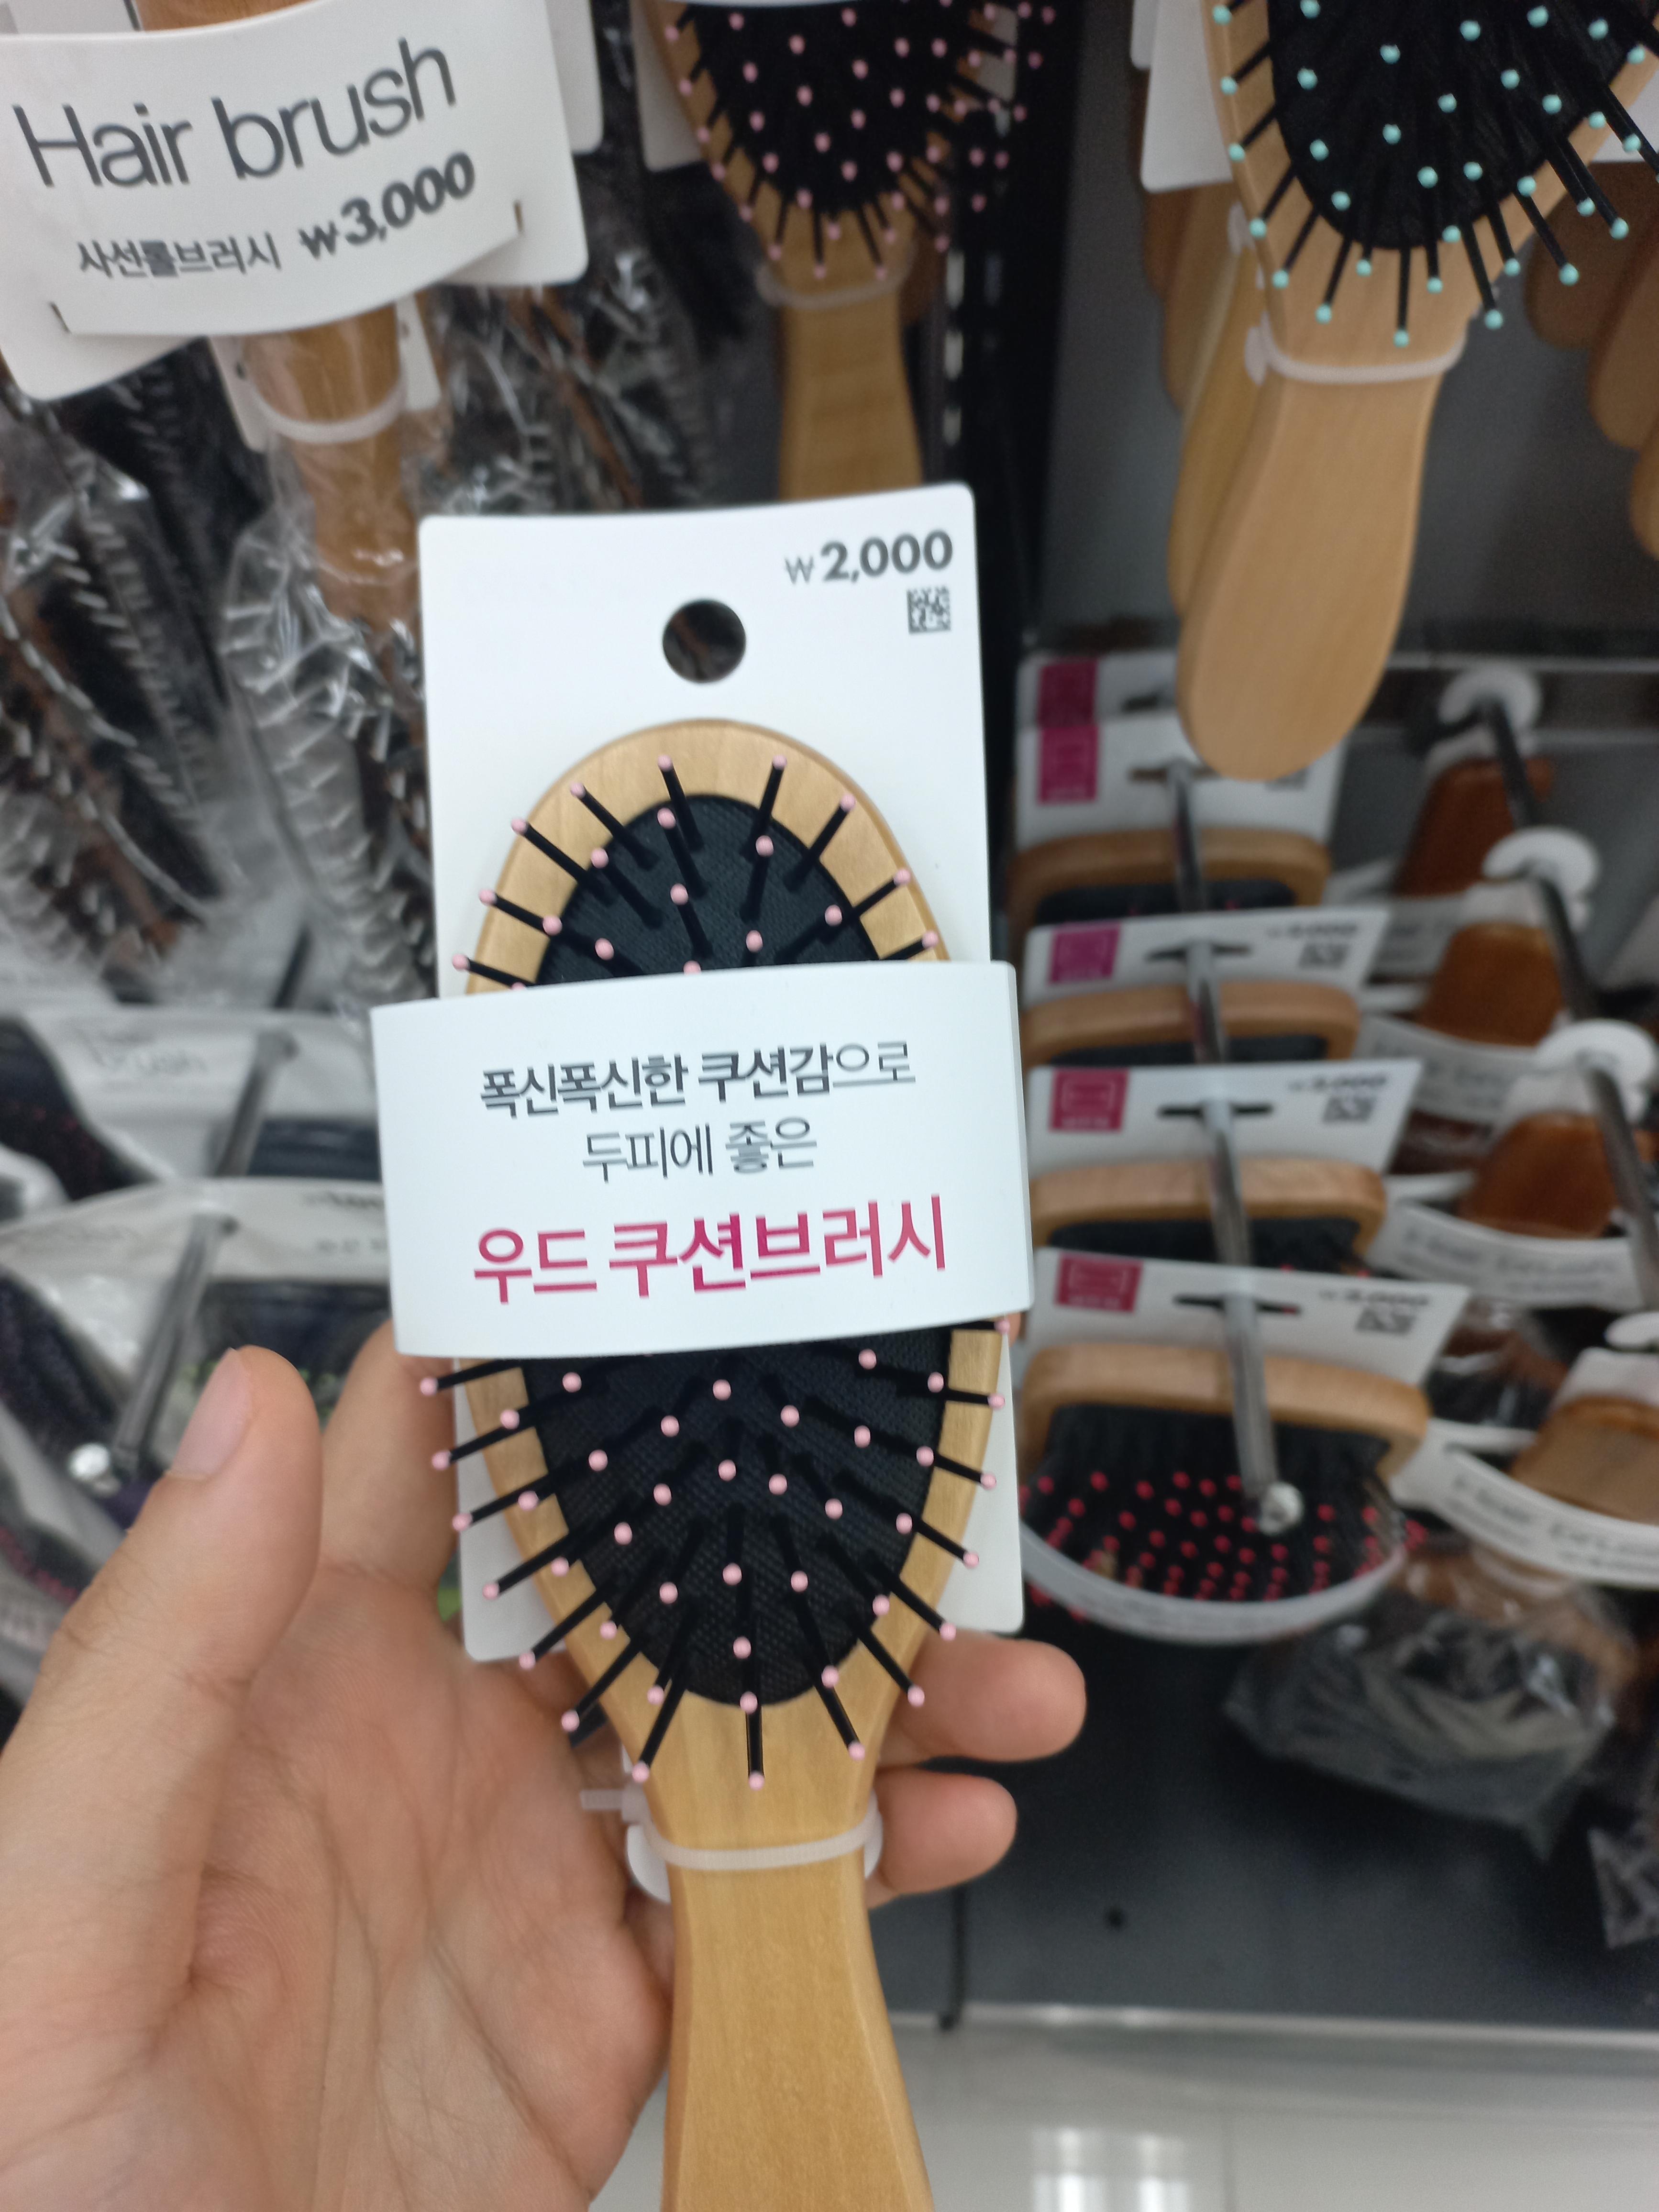 Hair brush
사선롤브러시 ₩3,000
₩2,000
폭신폭신한 쿠션감으로
두피에 좋은
우드 쿠션브러시